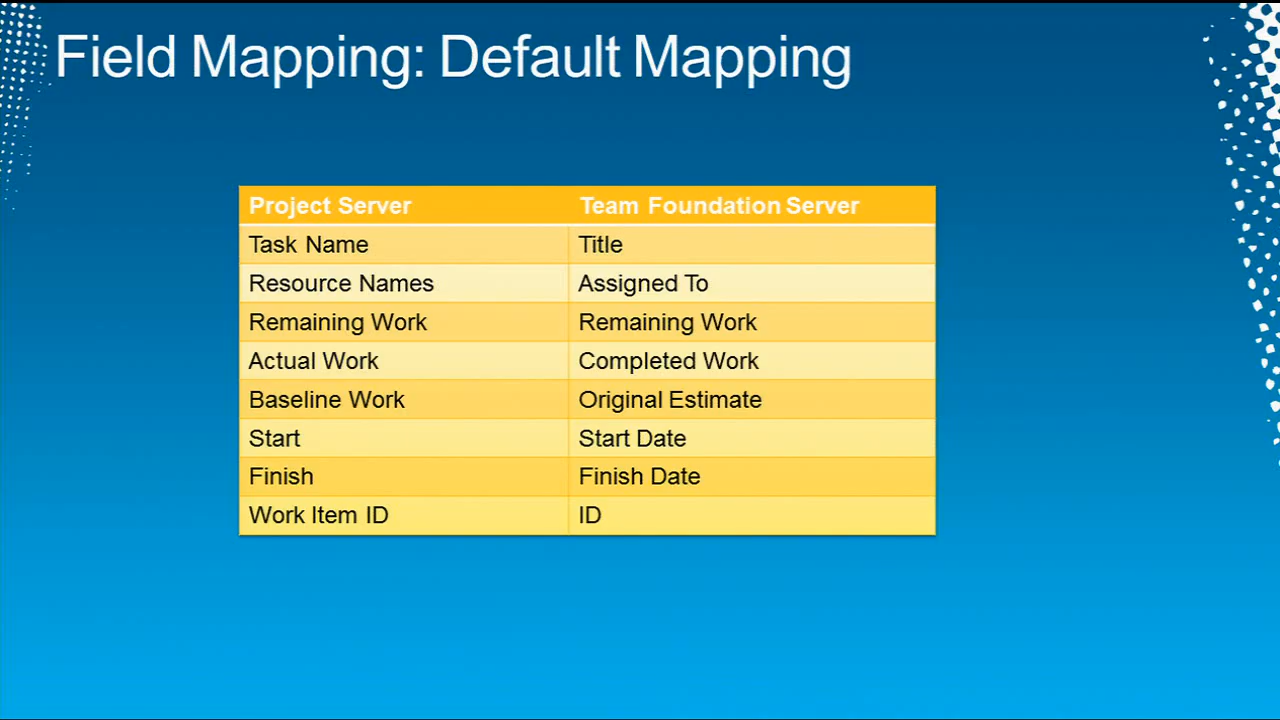 Field Mapping: Default Mapping
Project Server Team Foundation Server
Task Name Title
Resource Names Assigned To
Remaining Work Remaining Work
Actual Work Completed Work
Baseline Work Original Estimate
Start Start Date
Finish Finish Date
Work Item ID ID